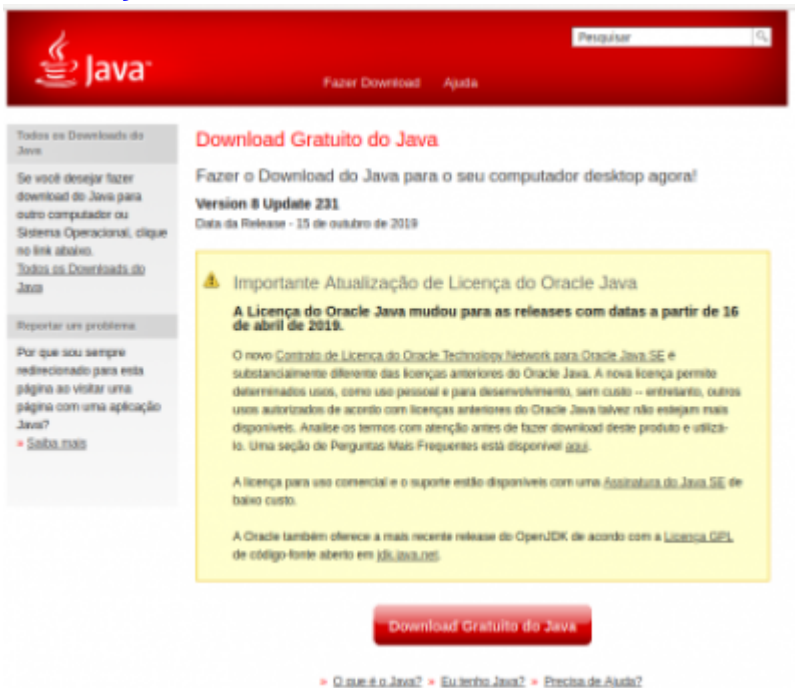 Java
Pesquisar
Fazer Download Ajuda
Todos os Downloads do
Java
Se você desejar fazer
download do Java para
outro computador ou
Sistema Operacional, clique
no link abaixo.
Todos os Downloads do
Java
Reportar um problema
Por que sou sempre
redirecionado para esta
página ao visitar uma
página com uma aplicação
Java?
» Saiba mais
Download Gratuito do Java
Fazer o Download do Java para o seu computador desktop agora!
Version 8 Update 231
Data da Release - 15 de outubro de 2019
Importante Atualização de Licença do Oracle Java
A Licença do Oracle Java mudou para as releases com datas a partir de 16
de abril de 2019.
O novo Contrato de Licença do Oracle Technology Network para Oracle Java SE é
substancialmente diferente das licenças anteriores do Oracle Java. A nova licença permite
determinados usos, como uso pessoal e para desenvolvimento, sem custo -- entretanto, outros
usos autorizados de acordo com licenças anteriores do Oracle Java talvez não estejam mais
disponíveis. Analise os termos com atenção antes de fazer download deste produto e utilizá-
lo. Uma seção de Perguntas Mais Frequentes está disponível aqui.
A licença para uso comercial e o suporte estão disponíveis com uma Assinatura do Java SE de
baixo custo.
A Oracle também oferece a mais recente release do OpenJDK de acordo com a Licença GPL
de código-fonte aberto em jdk.java.net.
Download Gratuito do Java
» O que é o Java? » Eu tenho Java? » Precisa de Ajuda?